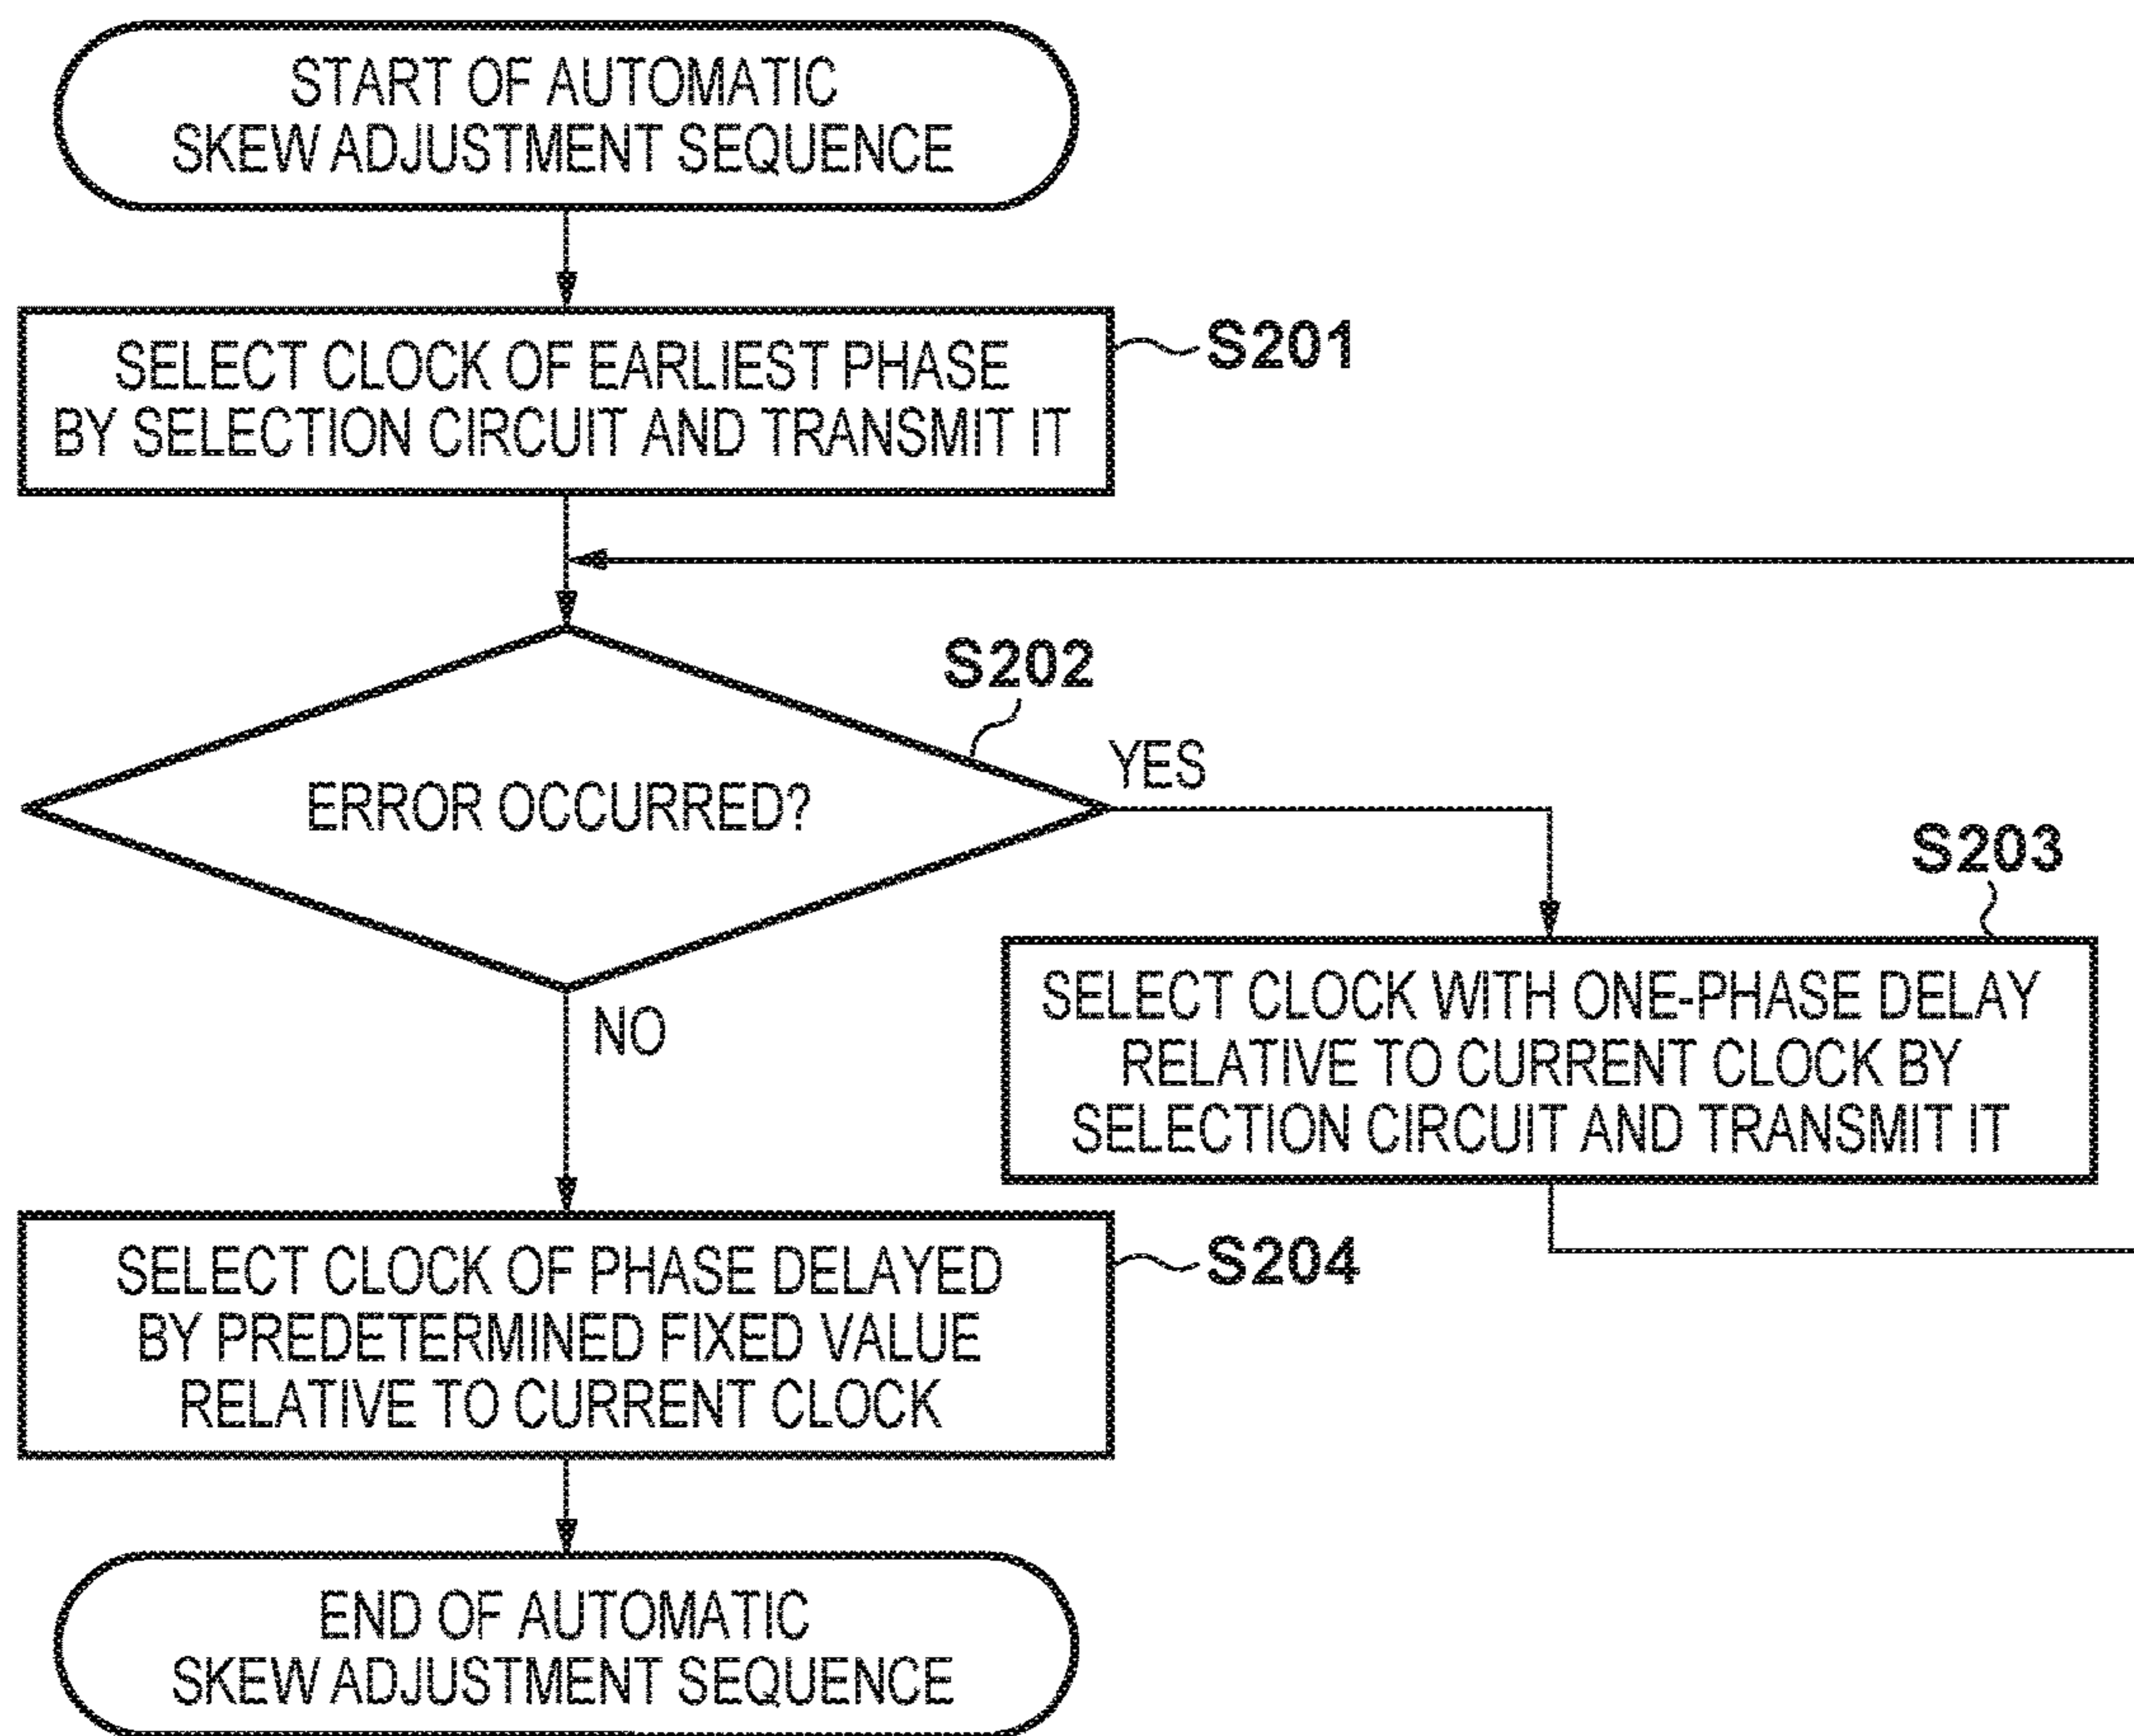 START OF AUTOMATIC
SKEW ADJUSTMENT SEQUENCE
SELECT CLOCK OF EARLIEST PHASE
BY SELECTION CIRCUIT AND TRANSMIT IT
S201
S202
ERROR OCCURRED?
YES
NO
S203
SELECT CLOCK WITH ONE-PHASE DELAY
RELATIVE TO CURRENT CLOCK BY
SELECTION CIRCUIT AND TRANSMIT IT
SELECT CLOCK OF PHASE DELAYED
BY PREDETERMINED FIXED VALUE
RELATIVE TO CURRENT CLOCK
S204
END OF AUTOMATIC
SKEW ADJUSTMENT SEQUENCE